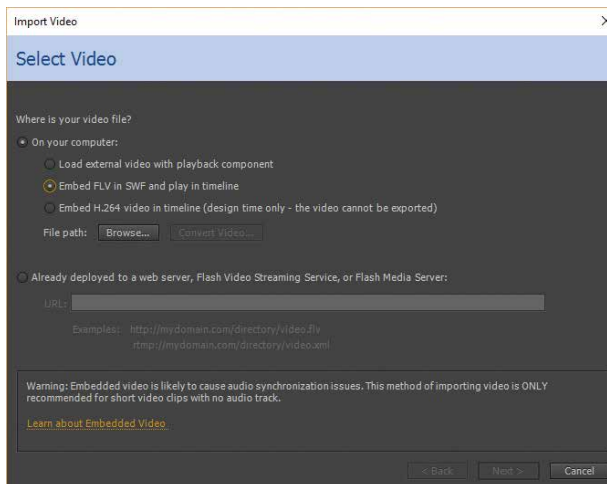 Import Video
Select Video
Where is your video file?
On your computer:
Load external video with playback component
Embed FLV in SWF and play in timeline
Embed H.264 video in timeline (design time only - the video cannot be exported)
File path: Browse... Convert Video...
Already deployed to a web server, Flash Video Streaming Service, or Flash Media Server:
URL:
Examples: http://mydomain.com/directory/video.flv
rtmp://mydomain.com/directory/video.xml
Warning: Embedded video is likely to cause audio synchronization issues. This method of importing video is ONLY
recommended for short video clips with no audio track.
Learn about Embedded Video
< Back Next > Cancel